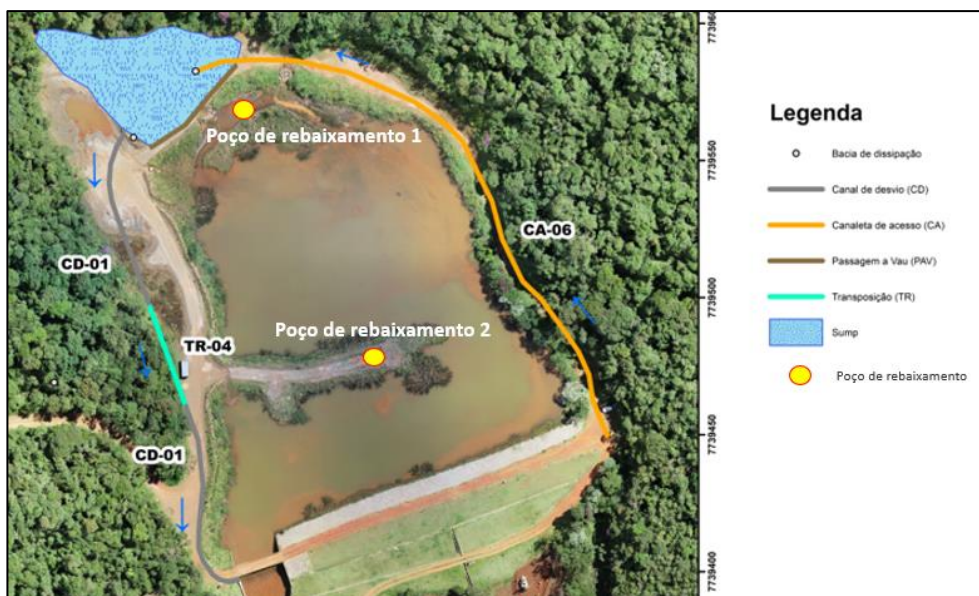 Poço de rebaixamento 1
CD-01
CA-06
Poço de rebaixamento 2
TR-04
CD-01
773960
7739550
7739500
7739450
7739400
Legenda
Bacia de dissipação
Canal de desvio (CD)
Canaleta de acesso (CA)
Passagem a Vau (PAV)
Transposição (TR)
Sump
Poço de rebaixamento